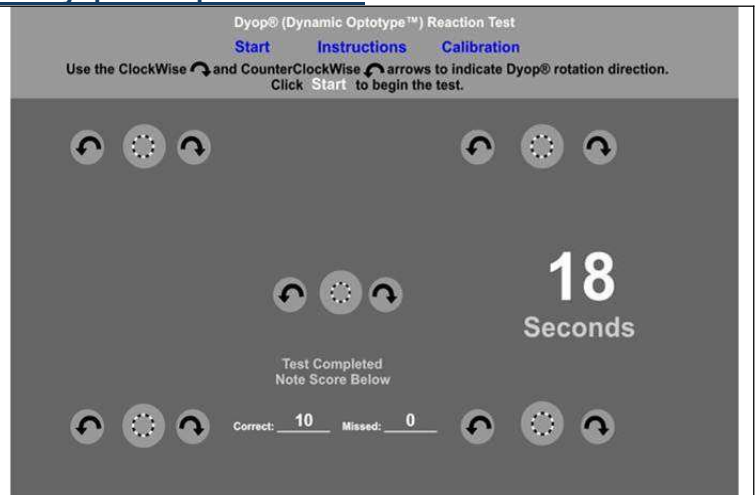 Dyop® (Dynamic Optotype™) Reaction Test
Start Instructions Calibration
Use the ClockWise and CounterClockWise arrows to indicate Dyop® rotation direction.
Click Start to begin the test.
18
Seconds
Test Completed
Note Score Below
Correct: 10 Missed: 0